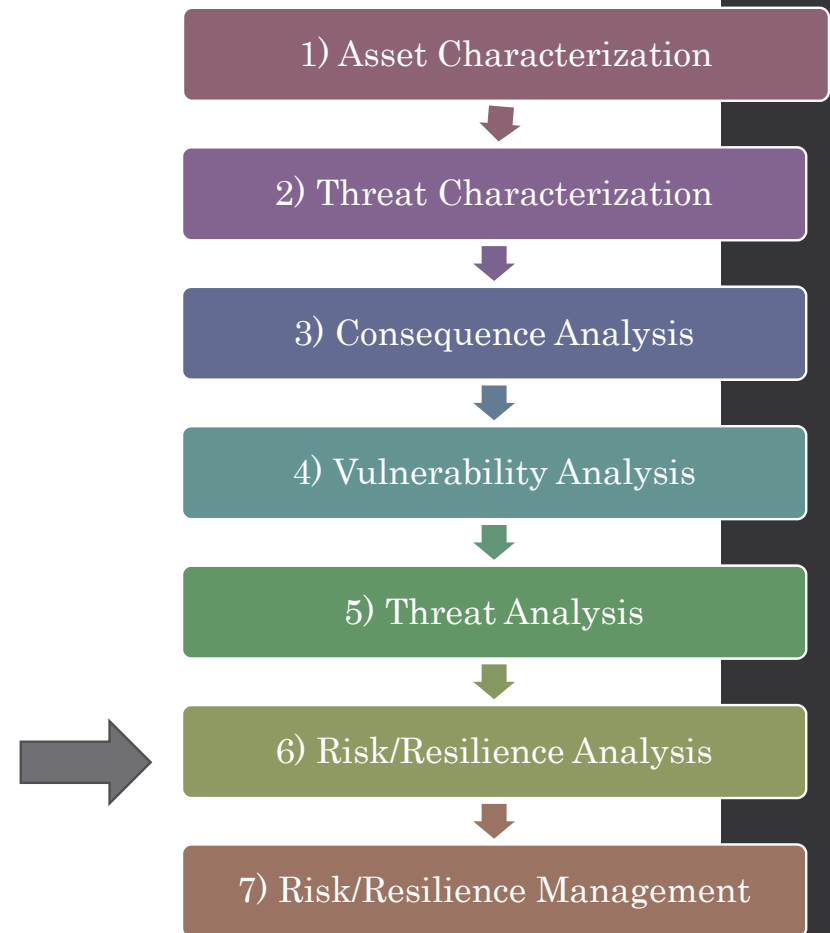 1) Asset Characterization
2) Threat Characterization
3) Consequence Analysis
4) Vulnerability Analysis
5) Threat Analysis
6) Risk/Resilience Analysis
7) Risk/Resilience Management